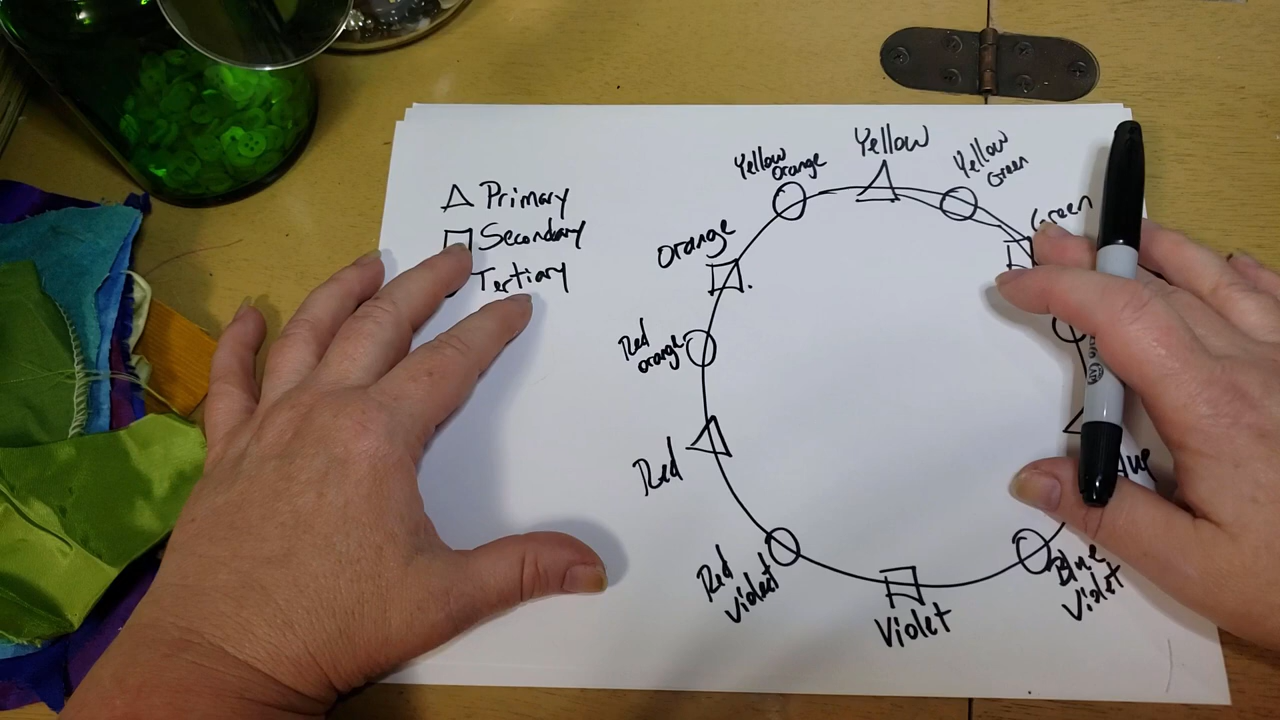 Primary
Secondary
Tertiary
Yellow
Yellow
Green
Green
Yellow
Orange
Orange
Red
orange
Red
Red
Violet
Violet
Blue
Violet